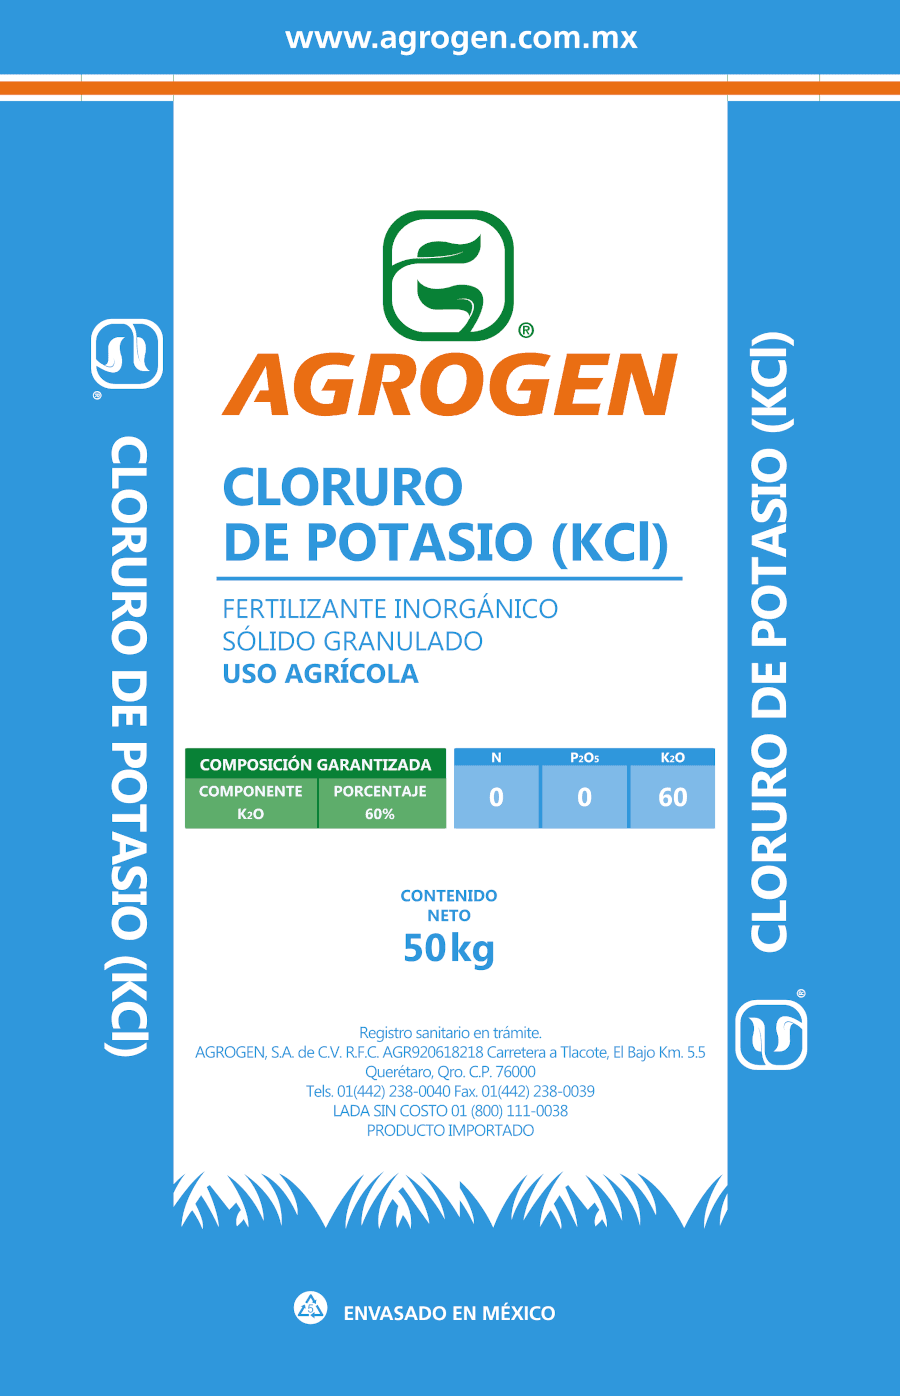 www.agrogen.com.mx
®
AGROGEN
CLORURO
DE POTASIO (KCl)
FERTILIZANTE INORGÁNICO
SÓLIDO GRANULADO
USO AGRÍCOLA
COMPOSICIÓN GARANTIZADA
COMPONENTE PORCENTAJE
K₂O 60%
N P₂O₅ K₂O
0 0 60
CONTENIDO
NETO
50kg
Registro sanitario en trámite.
AGROGEN, S.A. de C.V. R.F.C. AGR920618218 Carretera a Tlacote, El Bajo Km. 5.5
Querétaro, Qro. C.P. 76000
Tels. 01(442) 238-0040 Fax. 01(442) 238-0039
LADA SIN COSTO 01 (800) 111-0038
PRODUCTO IMPORTADO
®
CLORURO DE POTASIO (KCl)
CLORURO DE POTASIO (KCl)
®
5
ENVASADO EN MÉXICO